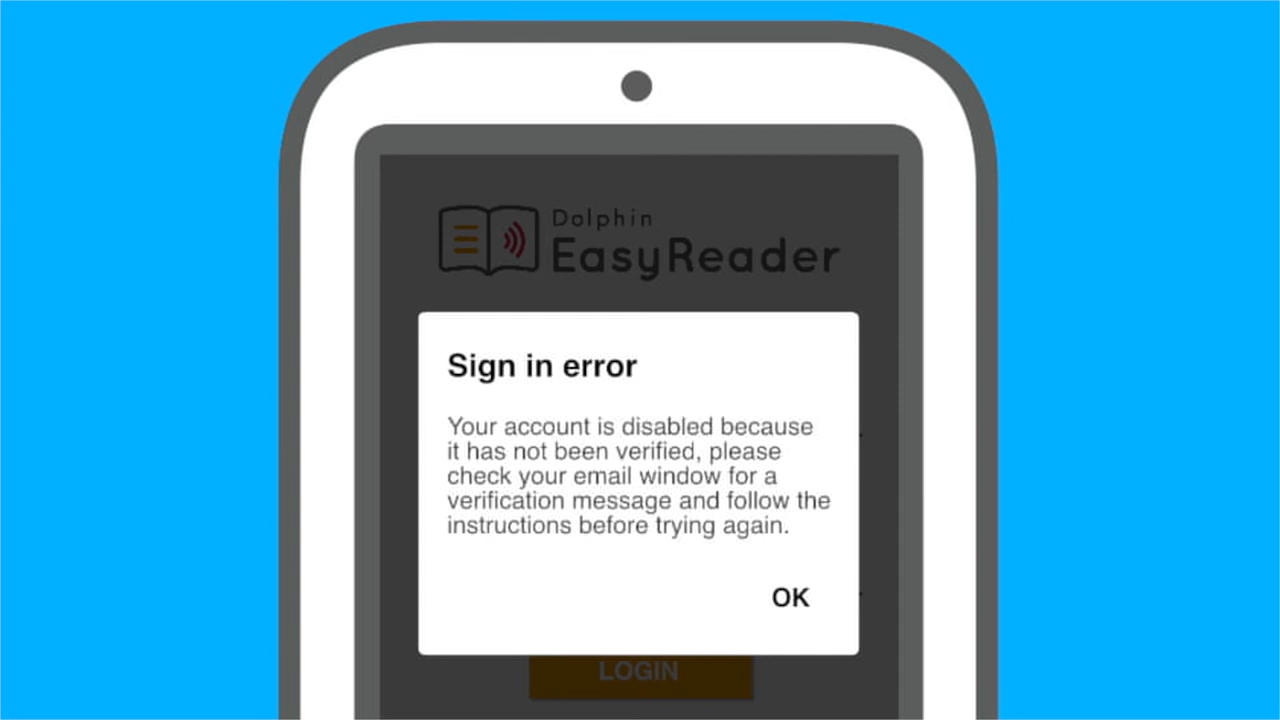 Dolphin
EasyReader
Sign in error
Your account is disabled because
it has not been verified, please
check your email window for a
verification message and follow the
instructions before trying again.
OK
LOGIN